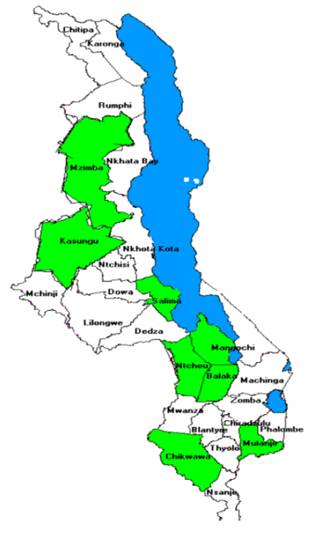 Chitipa
Karonga
Rumphi
Nkhata Bay
Mzimba
Kasungu
Nkhota Kota
Ntchisi
Mchinji
Dowa
Salima
Lilongwe
Dedza
Mangochi
Ntcheu
Balaka
Machinga
Zomba
Mwanza
Chiradzulu
Blantyre
Phalombe
Mulanje
Thyolo
Chikwawa
Nsanje